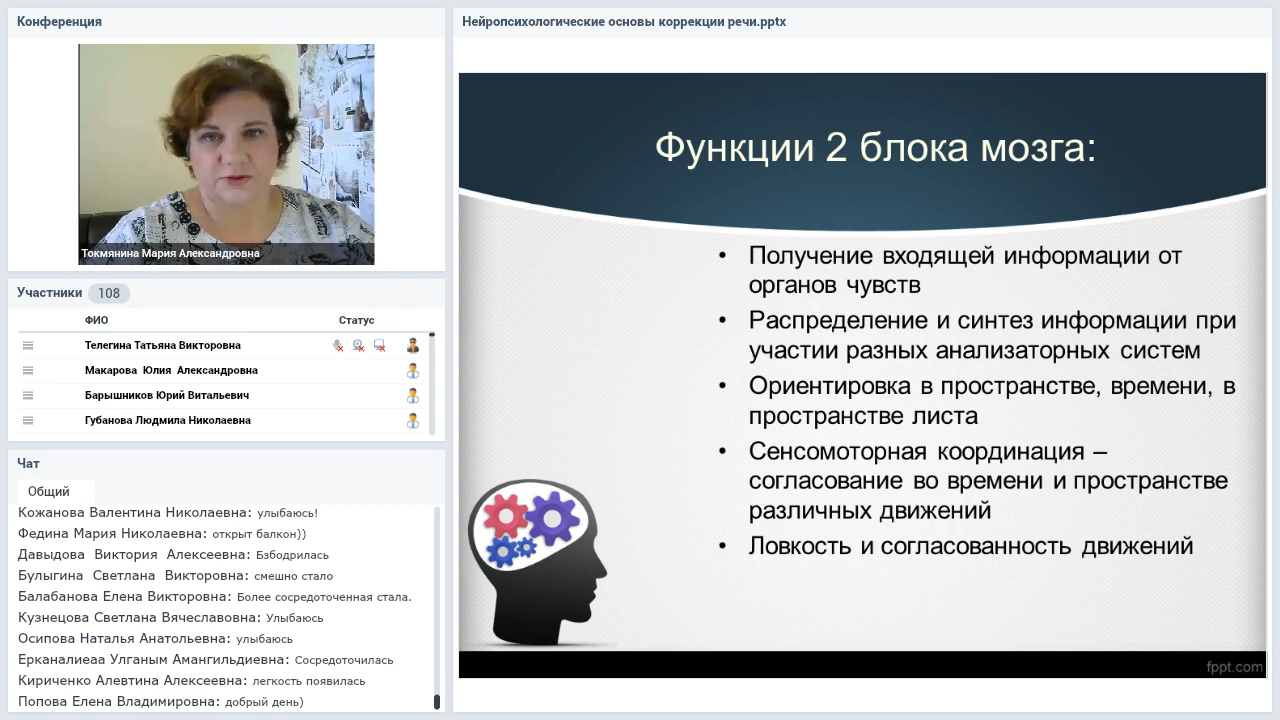 Конференция
Токмянина Мария Александровна
Участники 108
ФИО Статус
Телегина Татьяна Викторовна
Макарова Юлия Александровна
Барышников Юрий Витальевич
Губанова Людмила Николаевна
Чат
Общий
Кожанова Валентина Николаевна: улыбаюсь!
Федина Мария Николаевна: открыт балкон))
Давыдова Виктория Алексеевна: Взбодрилась
Булыгина Светлана Викторовна: смешно стало
Балабанова Елена Викторовна: Более сосредоточенная стала.
Кузнецова Светлана Вячеславовна: Улыбаюсь
Осипова Наталья Анатольевна: улыбаюсь
Ерканалиеаа Улганым Амангильдиевна: Сосредоточилась
Кириченко Алевтина Алексеевна: легкость появилась
Попова Елена Владимировна: добрый день)
Нейропсихологические основы коррекции речи.pptx
Функции 2 блока мозга:
• Получение входящей информации от
органов чувств
• Распределение и синтез информации при
участии разных анализаторных систем
• Ориентировка в пространстве, времени, в
пространстве листа
• Сенсомоторная координация –
согласование во времени и пространстве
различных движений
• Ловкость и согласованность движений
fppt.com